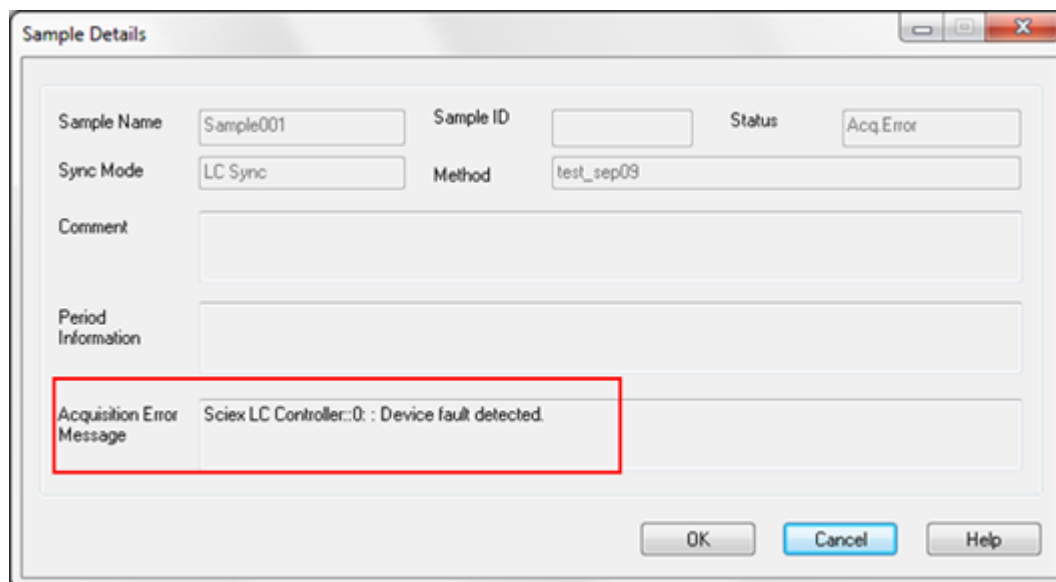 Sample Details
Sample Name Sample001 Sample ID Status Acq.Error
Sync Mode LC Sync Method test_sep09
Comment
Period
Information
Acquisition Error Sciex LC Controller::0: : Device fault detected.
Message
OK Cancel Help